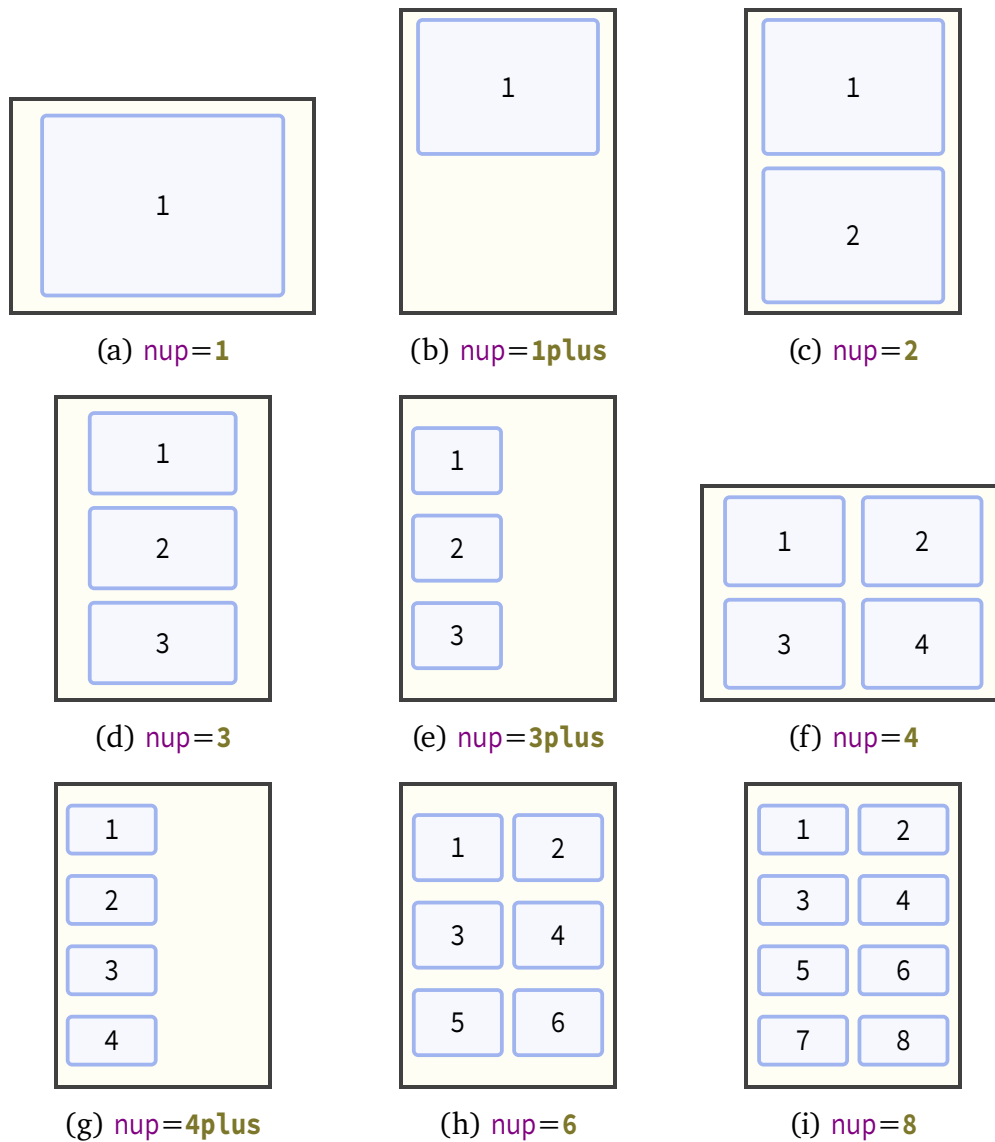 1
1
1
2
(a) nup=1
(b) nup=1plus
(c) nup=2
1
2
3
1
2
3
1 2
3 4
(d) nup=3
(e) nup=3plus
(f) nup=4
1
2
3
4
1 2
3 4
5 6
1 2
3 4
5 6
7 8
(g) nup=4plus
(h) nup=6
(i) nup=8